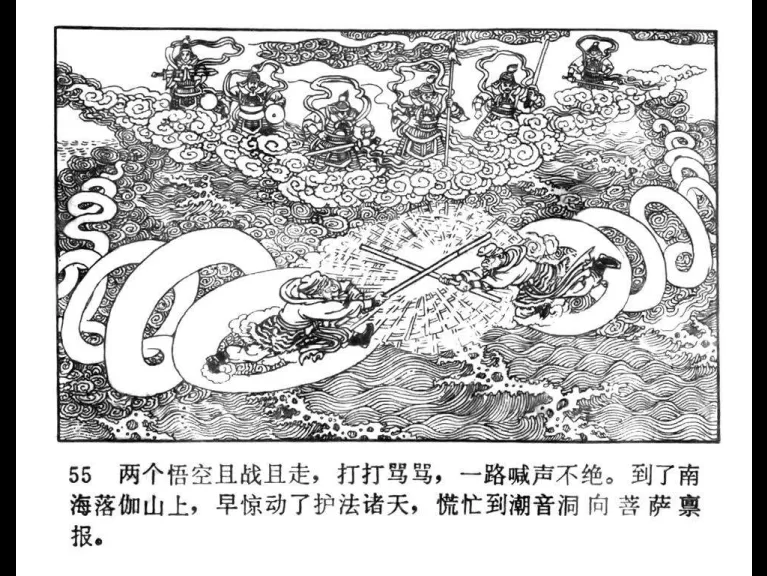 55 两个悟空且战且走，打打骂骂，一路喊声不绝。到了南
海落伽山上，早惊动了护法诸天，慌忙到潮音洞向菩萨禀
报。